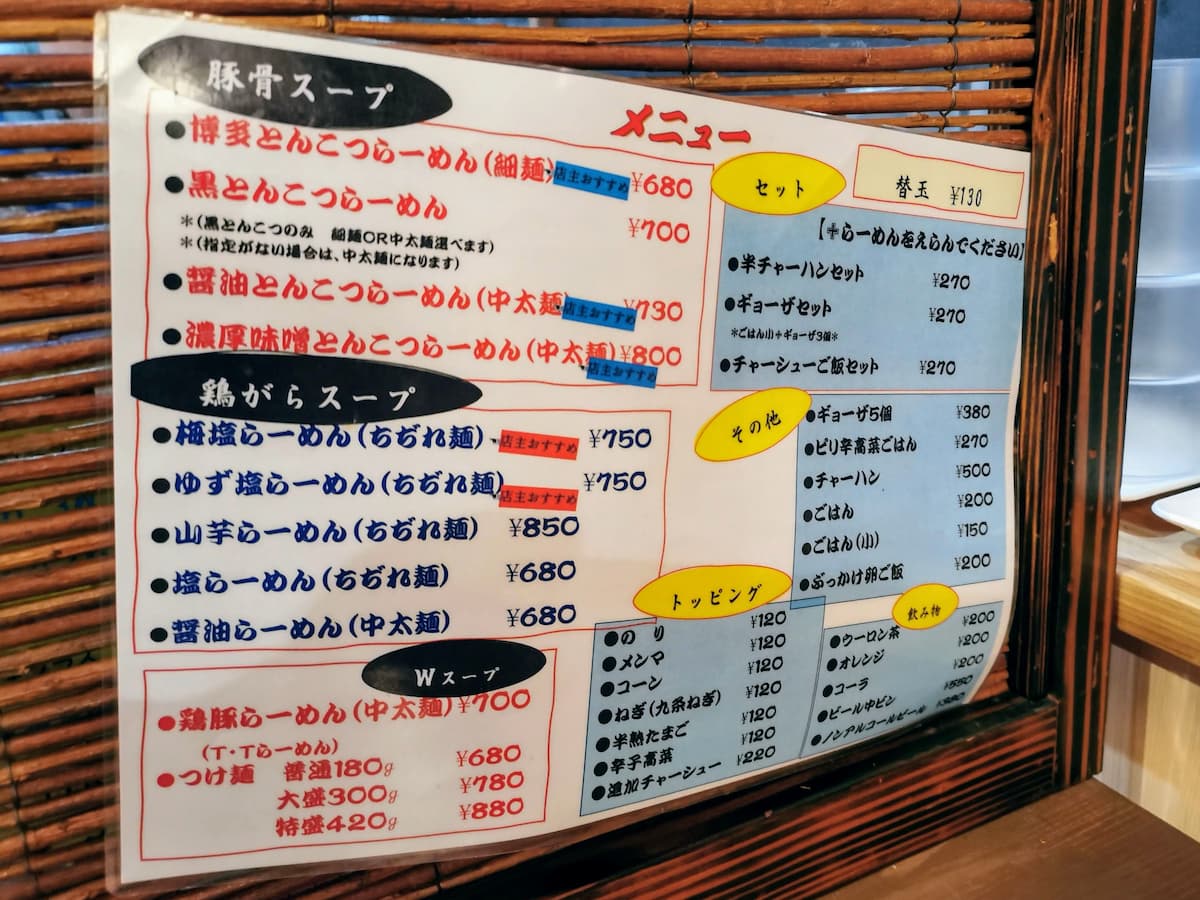 メニュー
豚骨スープ
●博多とんこつらーめん(細麺) 店主おすすめ ¥680
●黒とんこつらーめん ¥700
*(黒とんこつのみ 細麺OR中太麺選べます)
*(指定がない場合は、中太麺になります)
●醤油とんこつらーめん(中太麺) 店主おすすめ ¥730
●濃厚味噌とんこつらーめん(中太麺) ¥800
店主おすすめ
鶏がらスープ
●梅塩らーめん(ちぢれ麺) 店主おすすめ ¥750
●ゆず塩らーめん(ちぢれ麺) 店主おすすめ ¥750
●山芋らーめん(ちぢれ麺) ¥850
●塩らーめん(ちぢれ麺) ¥680
●醤油らーめん(中太麺) ¥680
Wスープ
●鶏豚らーめん(中太麺) ¥700
(T・Tらーめん)
●つけ麺 普通180g ¥680
大盛300g ¥780
特盛420g ¥880
替玉 ¥130
セット
【+らーめんをえらんでください】
●半チャーハンセット ¥270
●ギョーザセット ¥270
*ごはん小+ギョーザ3個*
●チャーシューご飯セット ¥270
その他
●ギョーザ5個 ¥380
●ピリ辛高菜ごはん ¥270
●チャーハン ¥500
●ごはん ¥200
●ごはん(小) ¥150
●ぶっかけ卵ご飯 ¥200
トッピング
●のり ¥120
●メンマ ¥120
●コーン ¥120
●ねぎ(九条ねぎ) ¥120
●半熟たまご ¥120
●辛子高菜 ¥120
●追加チャーシュー ¥220
飲み物
●ウーロン茶 ¥200
●オレンジ ¥200
●コーラ ¥200
●ビール中ビン ¥550
●ノンアルコールビール